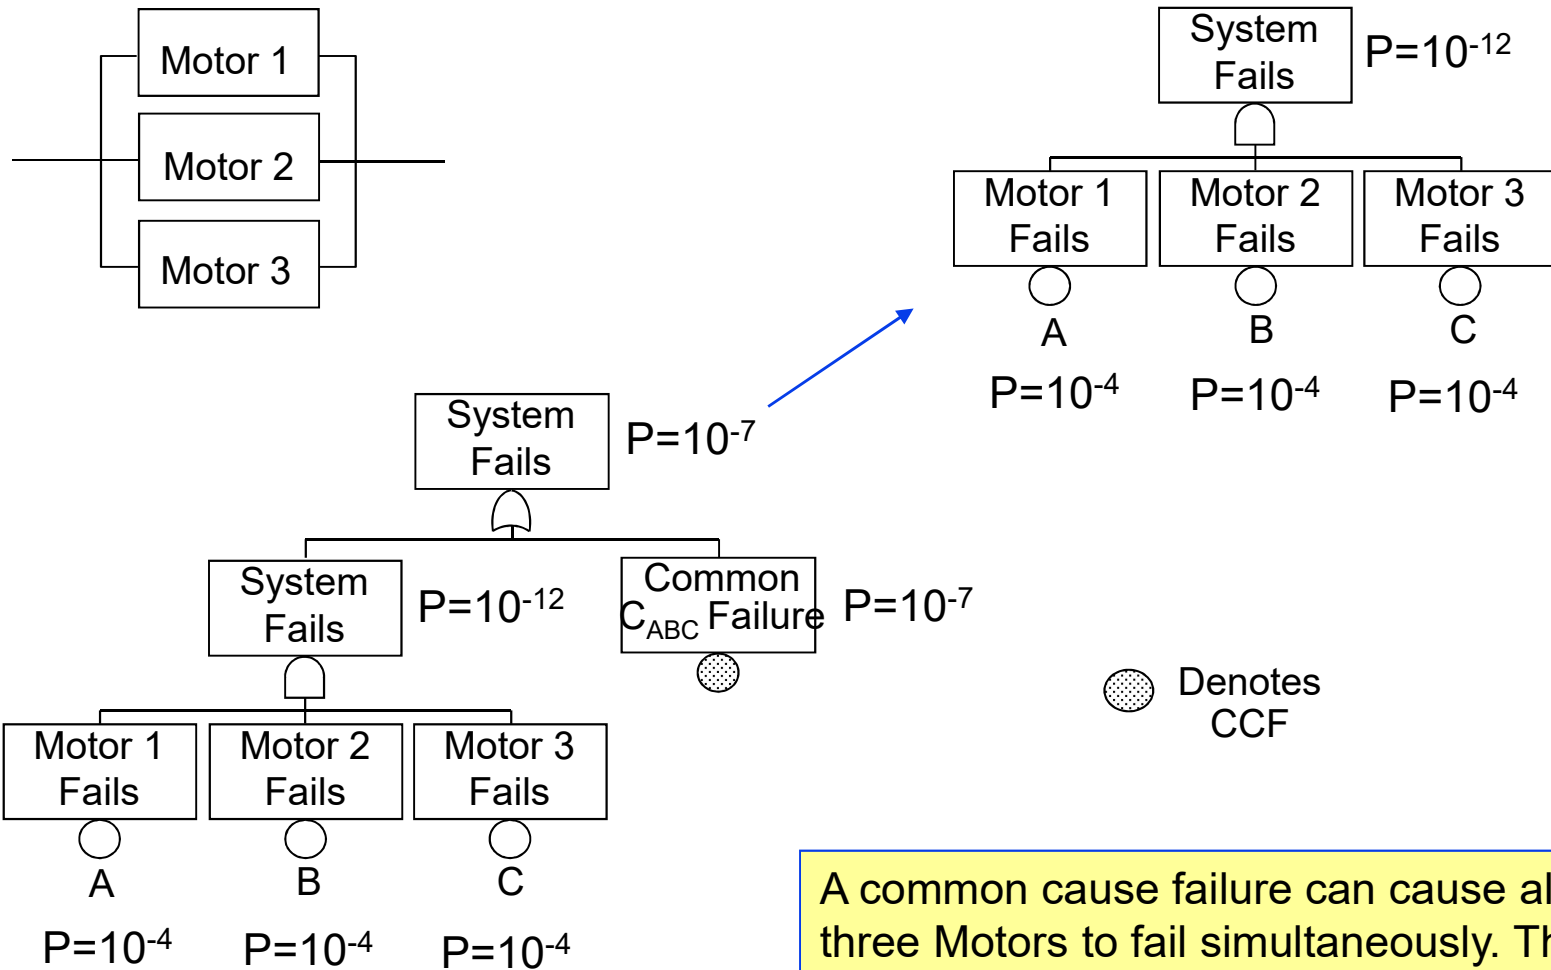 Motor 1
Motor 2
Motor 3
System
Fails
P=10⁻¹²
Motor 1
Fails
Motor 2
Fails
Motor 3
Fails
A
B
C
P=10⁻⁴
P=10⁻⁴
P=10⁻⁴
System
Fails
P=10⁻⁷
System
Fails
P=10⁻¹²
Common
C_ABC Failure
P=10⁻⁷
Denotes
CCF
Motor 1
Fails
Motor 2
Fails
Motor 3
Fails
A
B
C
P=10⁻⁴
P=10⁻⁴
P=10⁻⁴
A common cause failure can cause
three Motors to fail simultaneously.